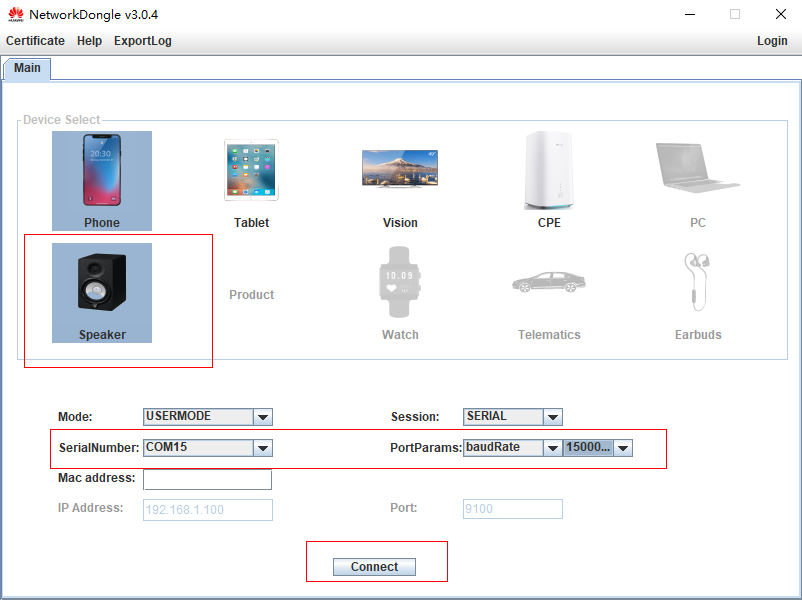 NetworkDongle v3.0.4
Certificate Help ExportLog Login
Main
Device Select
20:30
Phone Tablet Vision CPE PC
10.09
Speaker Product Watch Telematics Earbuds
Mode: USERMODE Session: SERIAL
SerialNumber: COM15 PortParams: baudRate 15000...
Mac address:
IP Address: 192.168.1.100 Port: 9100
Connect